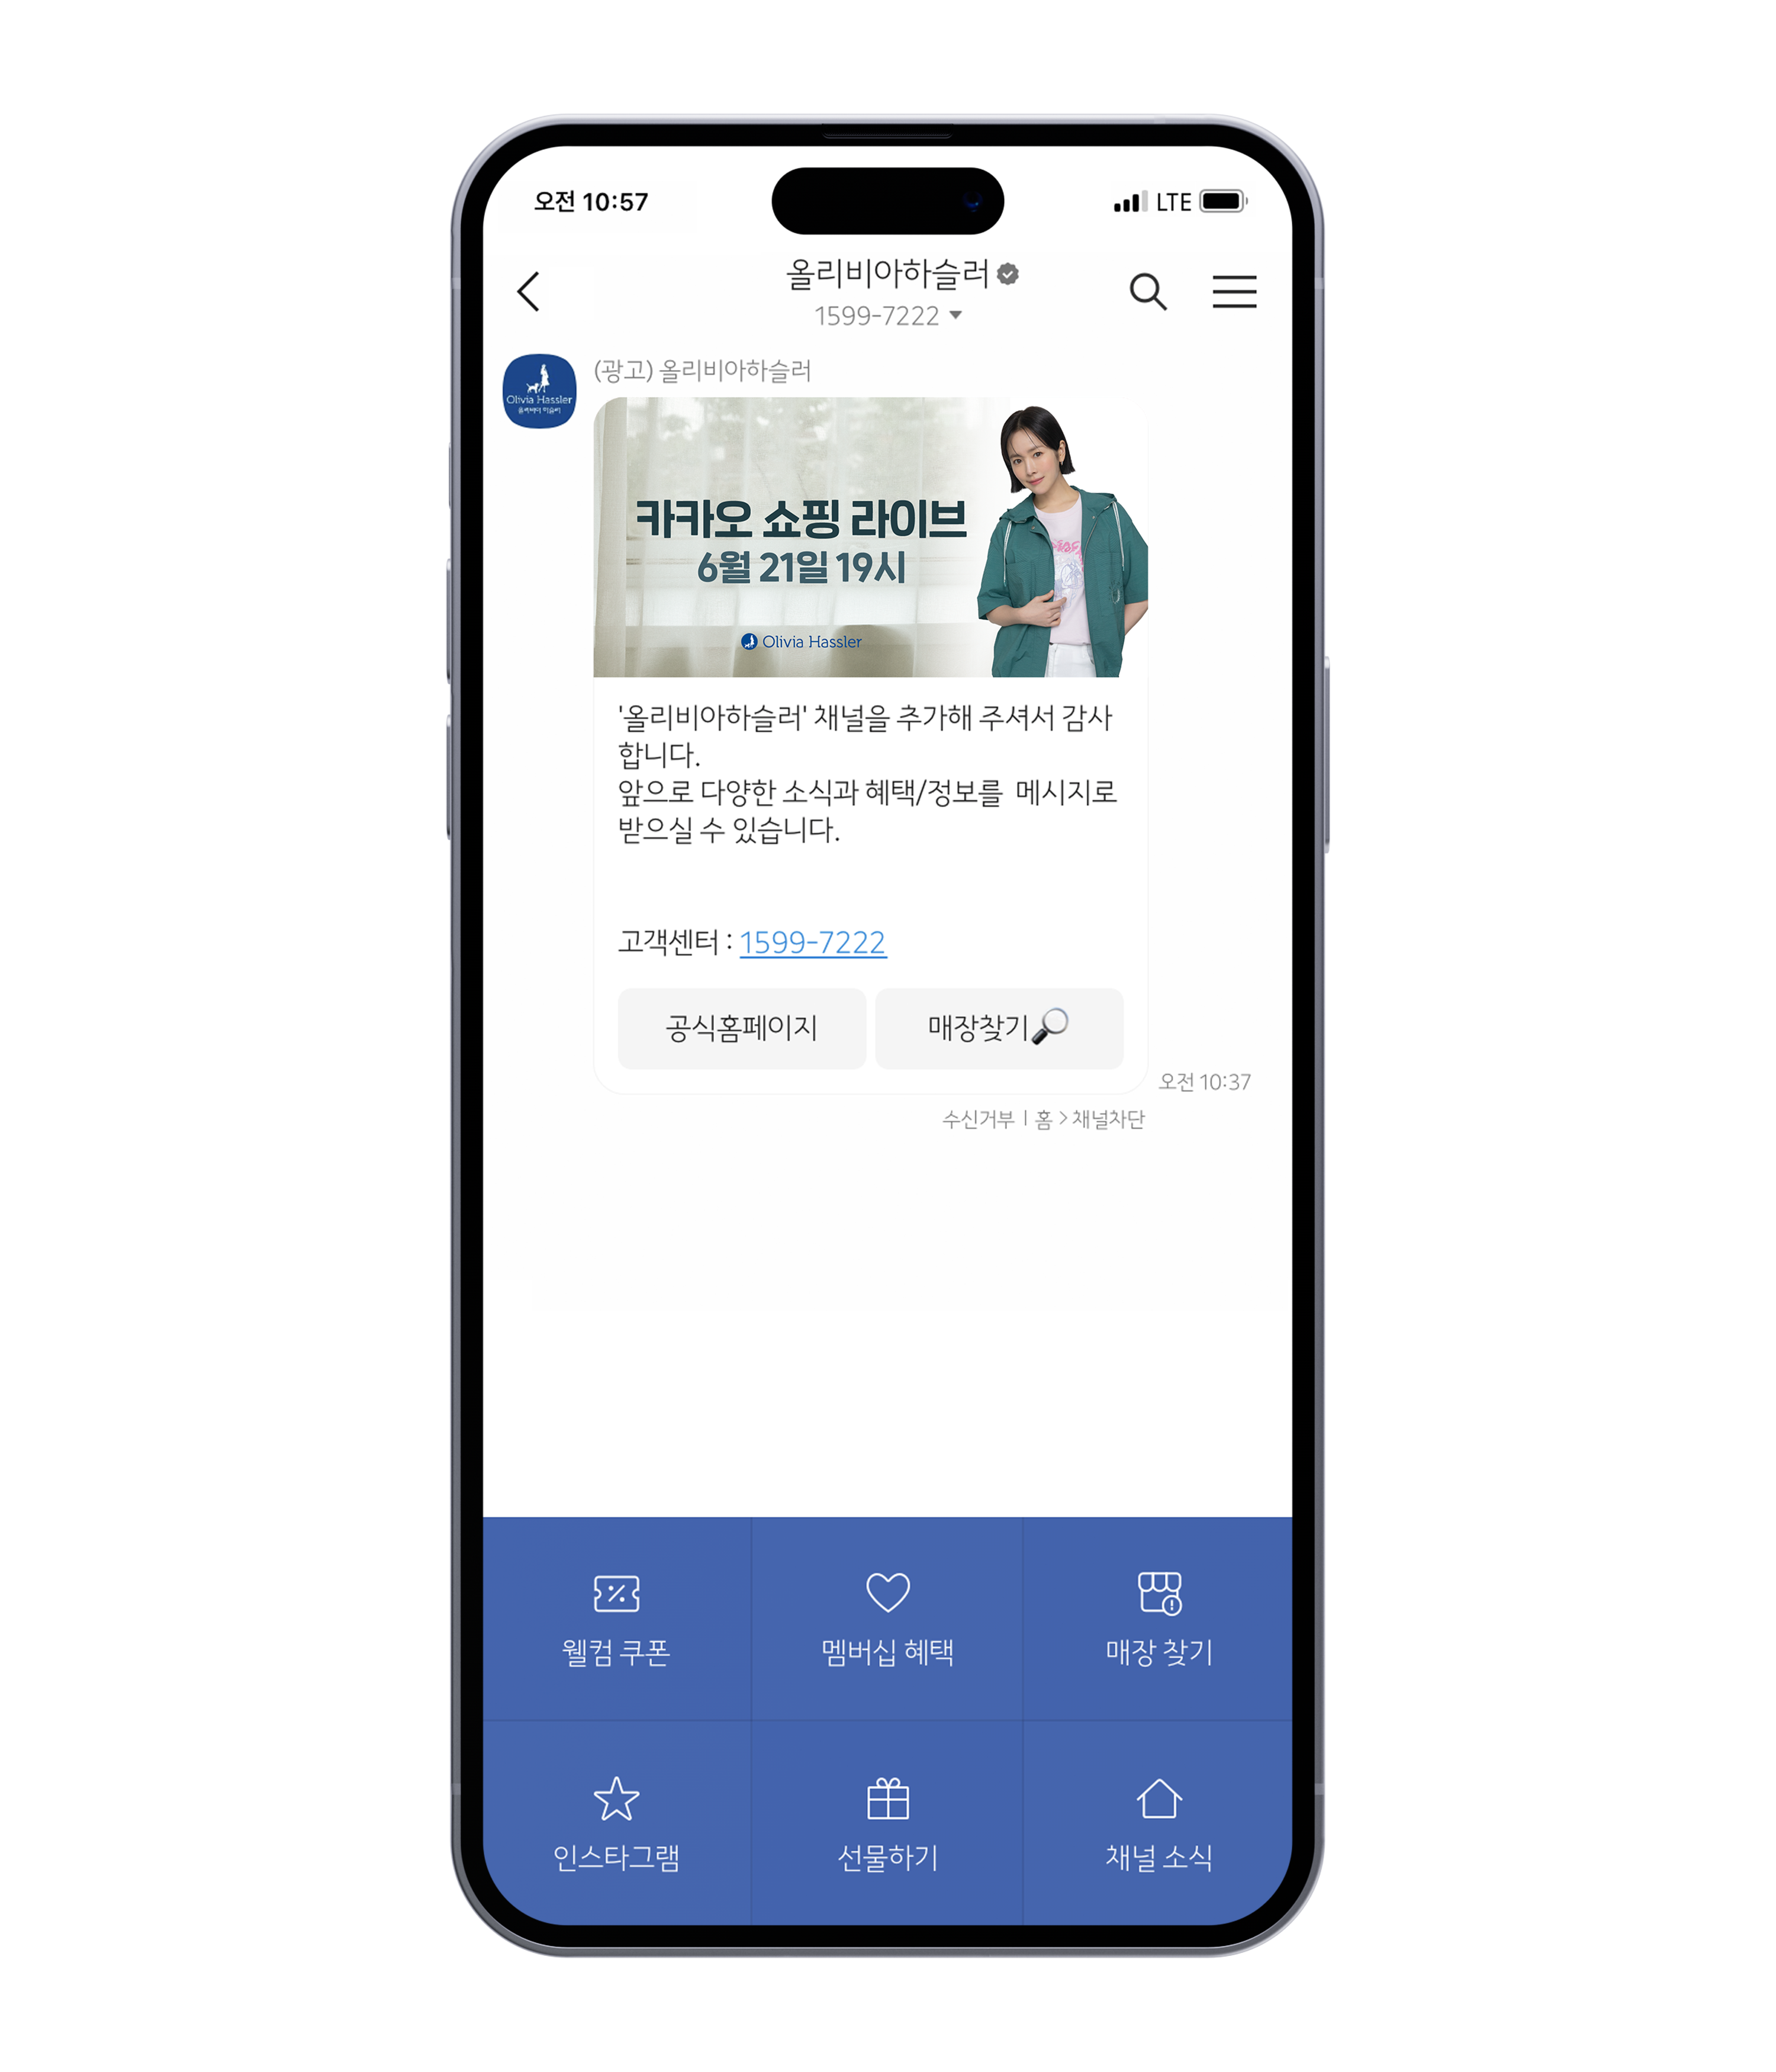 오전 10:57
LTE
올리비아하슬러
1599-7222
Olivia Hassler
올리비아 하슬러
(광고) 올리비아하슬러
카카오 쇼핑 라이브
6월 21일 19시
Olivia Hassler
'올리비아하슬러' 채널을 추가해 주셔서 감사
합니다.
앞으로 다양한 소식과 혜택/정보를 메시지로
받으실 수 있습니다.
고객센터 : 1599-7222
공식홈페이지
매장찾기
오전 10:37
수신거부 | 홈 > 채널차단
웰컴 쿠폰
멤버십 혜택
매장 찾기
인스타그램
선물하기
채널 소식